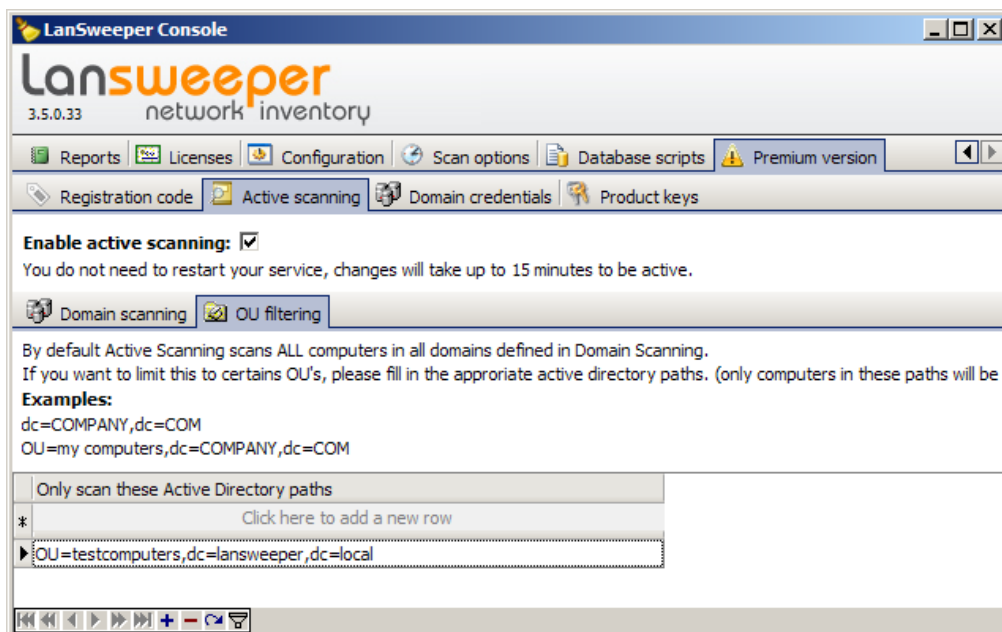 LanSweeper Console
Lansweeper
3.5.0.33 network inventory
Reports Licenses Configuration Scan options Database scripts Premium version
Registration code Active scanning Domain credentials Product keys
Enable active scanning:
You do not need to restart your service, changes will take up to 15 minutes to be active.
Domain scanning OU filtering
By default Active Scanning scans ALL computers in all domains defined in Domain Scanning.
If you want to limit this to certains OU's, please fill in the approriate active directory paths. (only computers in these paths will be
Examples:
dc=COMPANY,dc=COM
OU=my computers,dc=COMPANY,dc=COM
Only scan these Active Directory paths
Click here to add a new row
OU=testcomputers,dc=lansweeper,dc=local